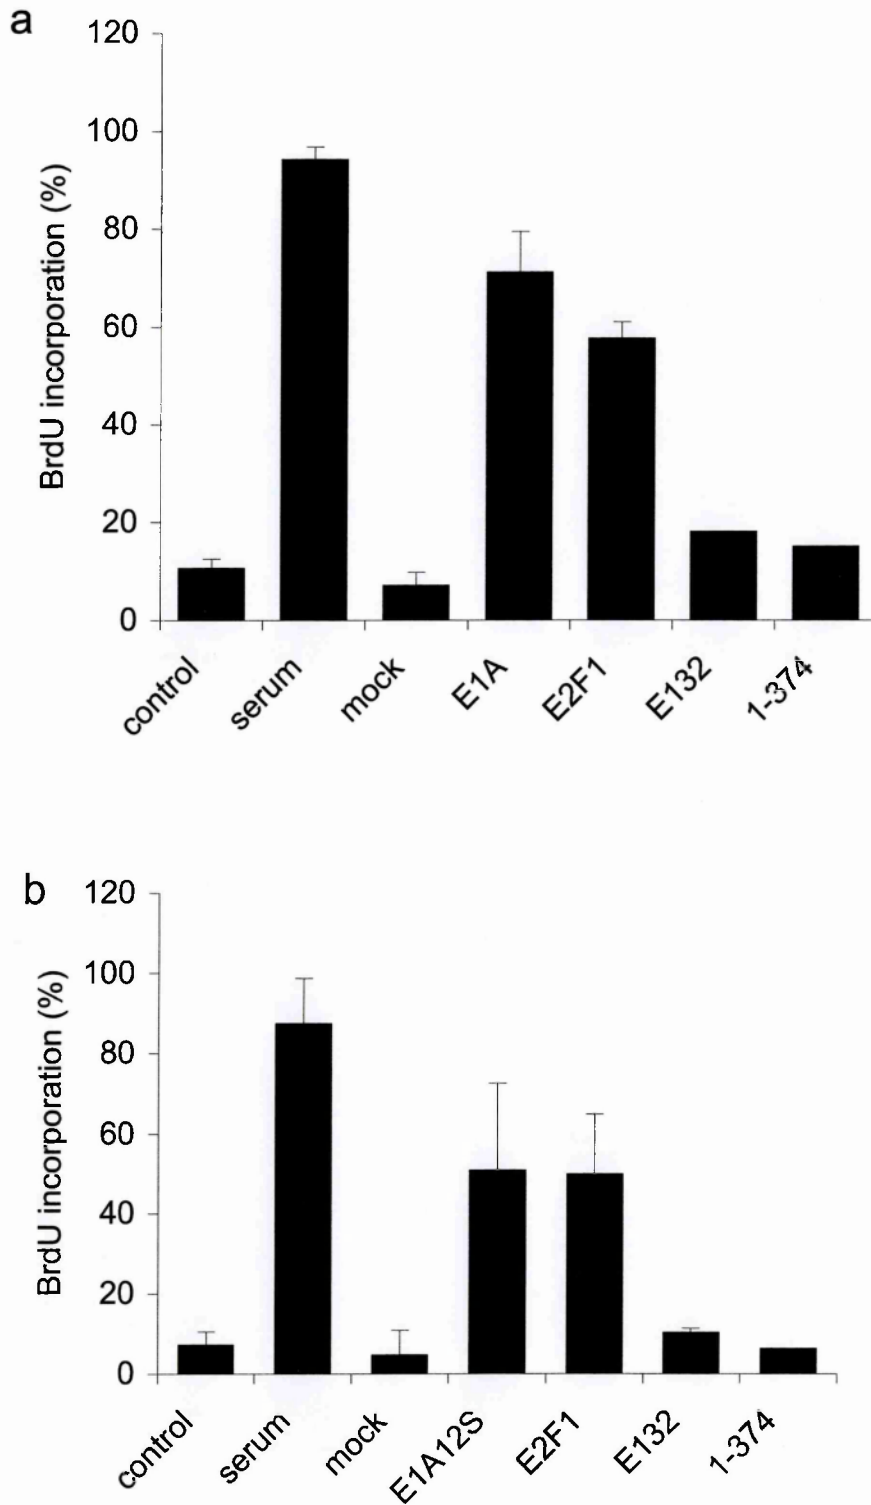 a
120
100
80
60
40
20
0
BrdU incorporation (%)
control
serum
mock
E1A
E2F1
E132
1-374
b
120
100
80
60
40
20
0
BrdU incorporation (%)
control
serum
mock
E1A12S
E2F1
E132
1-374